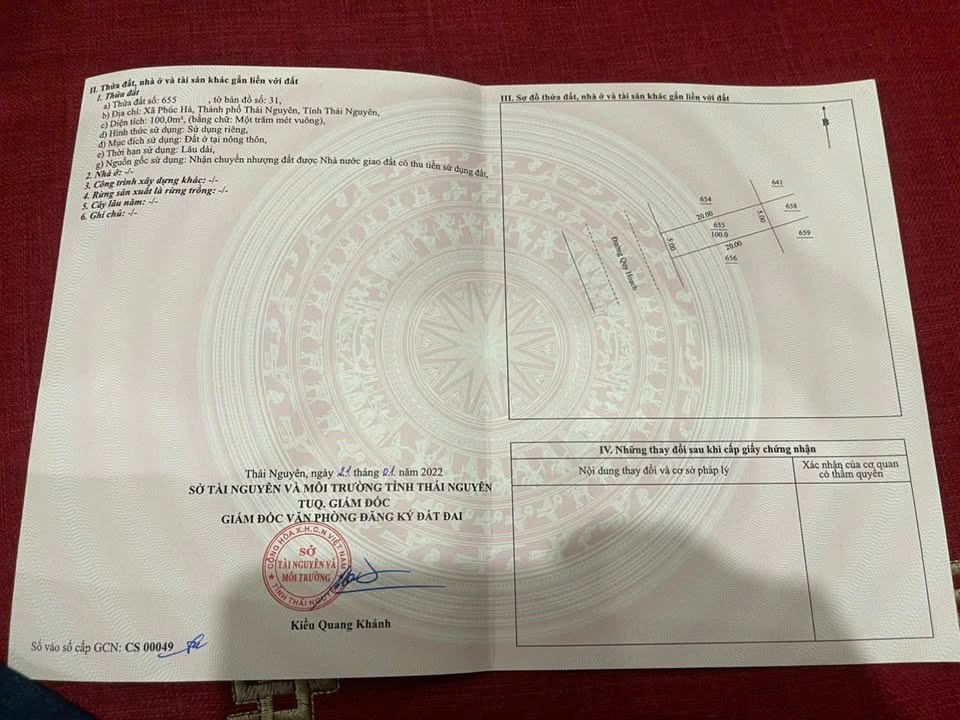 II. Thửa đất, nhà ở và tài sản khác gắn liền với đất
1. Thửa đất
a) Thửa đất số: 655 , tờ bản đồ số: 31,
b) Địa chỉ: Xã Phúc Hà, Thành phố Thái Nguyên, Tỉnh Thái Nguyên,
c) Diện tích: 100,0m², (bằng chữ: Một trăm mét vuông),
d) Hình thức sử dụng: Sử dụng riêng,
đ) Mục đích sử dụng: Đất ở tại nông thôn,
e) Thời hạn sử dụng: Lâu dài,
g) Nguồn gốc sử dụng: Nhận chuyển nhượng đất được Nhà nước giao đất có thu tiền sử dụng đất,
2. Nhà ở: -/-
3. Công trình xây dựng khác: -/-
4. Rừng sản xuất là rừng trồng: -/-
5. Cây lâu năm: -/-
6. Ghi chú: -/-
Thái Nguyên, ngày 21 tháng 01 năm 2022
SỞ TÀI NGUYÊN VÀ MÔI TRƯỜNG TỈNH THÁI NGUYÊN
TUQ. GIÁM ĐỐC
GIÁM ĐỐC VĂN PHÒNG ĐĂNG KÝ ĐẤT ĐAI
CỘNG HÒA X.H.C.N VIỆT NAM
SỞ
TÀI NGUYÊN VÀ
MÔI TRƯỜNG
TỈNH THÁI NGUYÊN
Kiều Quang Khánh
Số vào sổ cấp GCN: CS 00049
III. Sơ đồ thửa đất, nhà ở và tài sản khác gắn liền với đất
B
641
654
658
20.00
5.00
655
100.0
659
5.00
20.00
656
Đường Quy Hoạch
IV. Những thay đổi sau khi cấp giấy chứng nhận
Nội dung thay đổi và cơ sở pháp lý
Xác nhận của cơ quan
có thẩm quyền